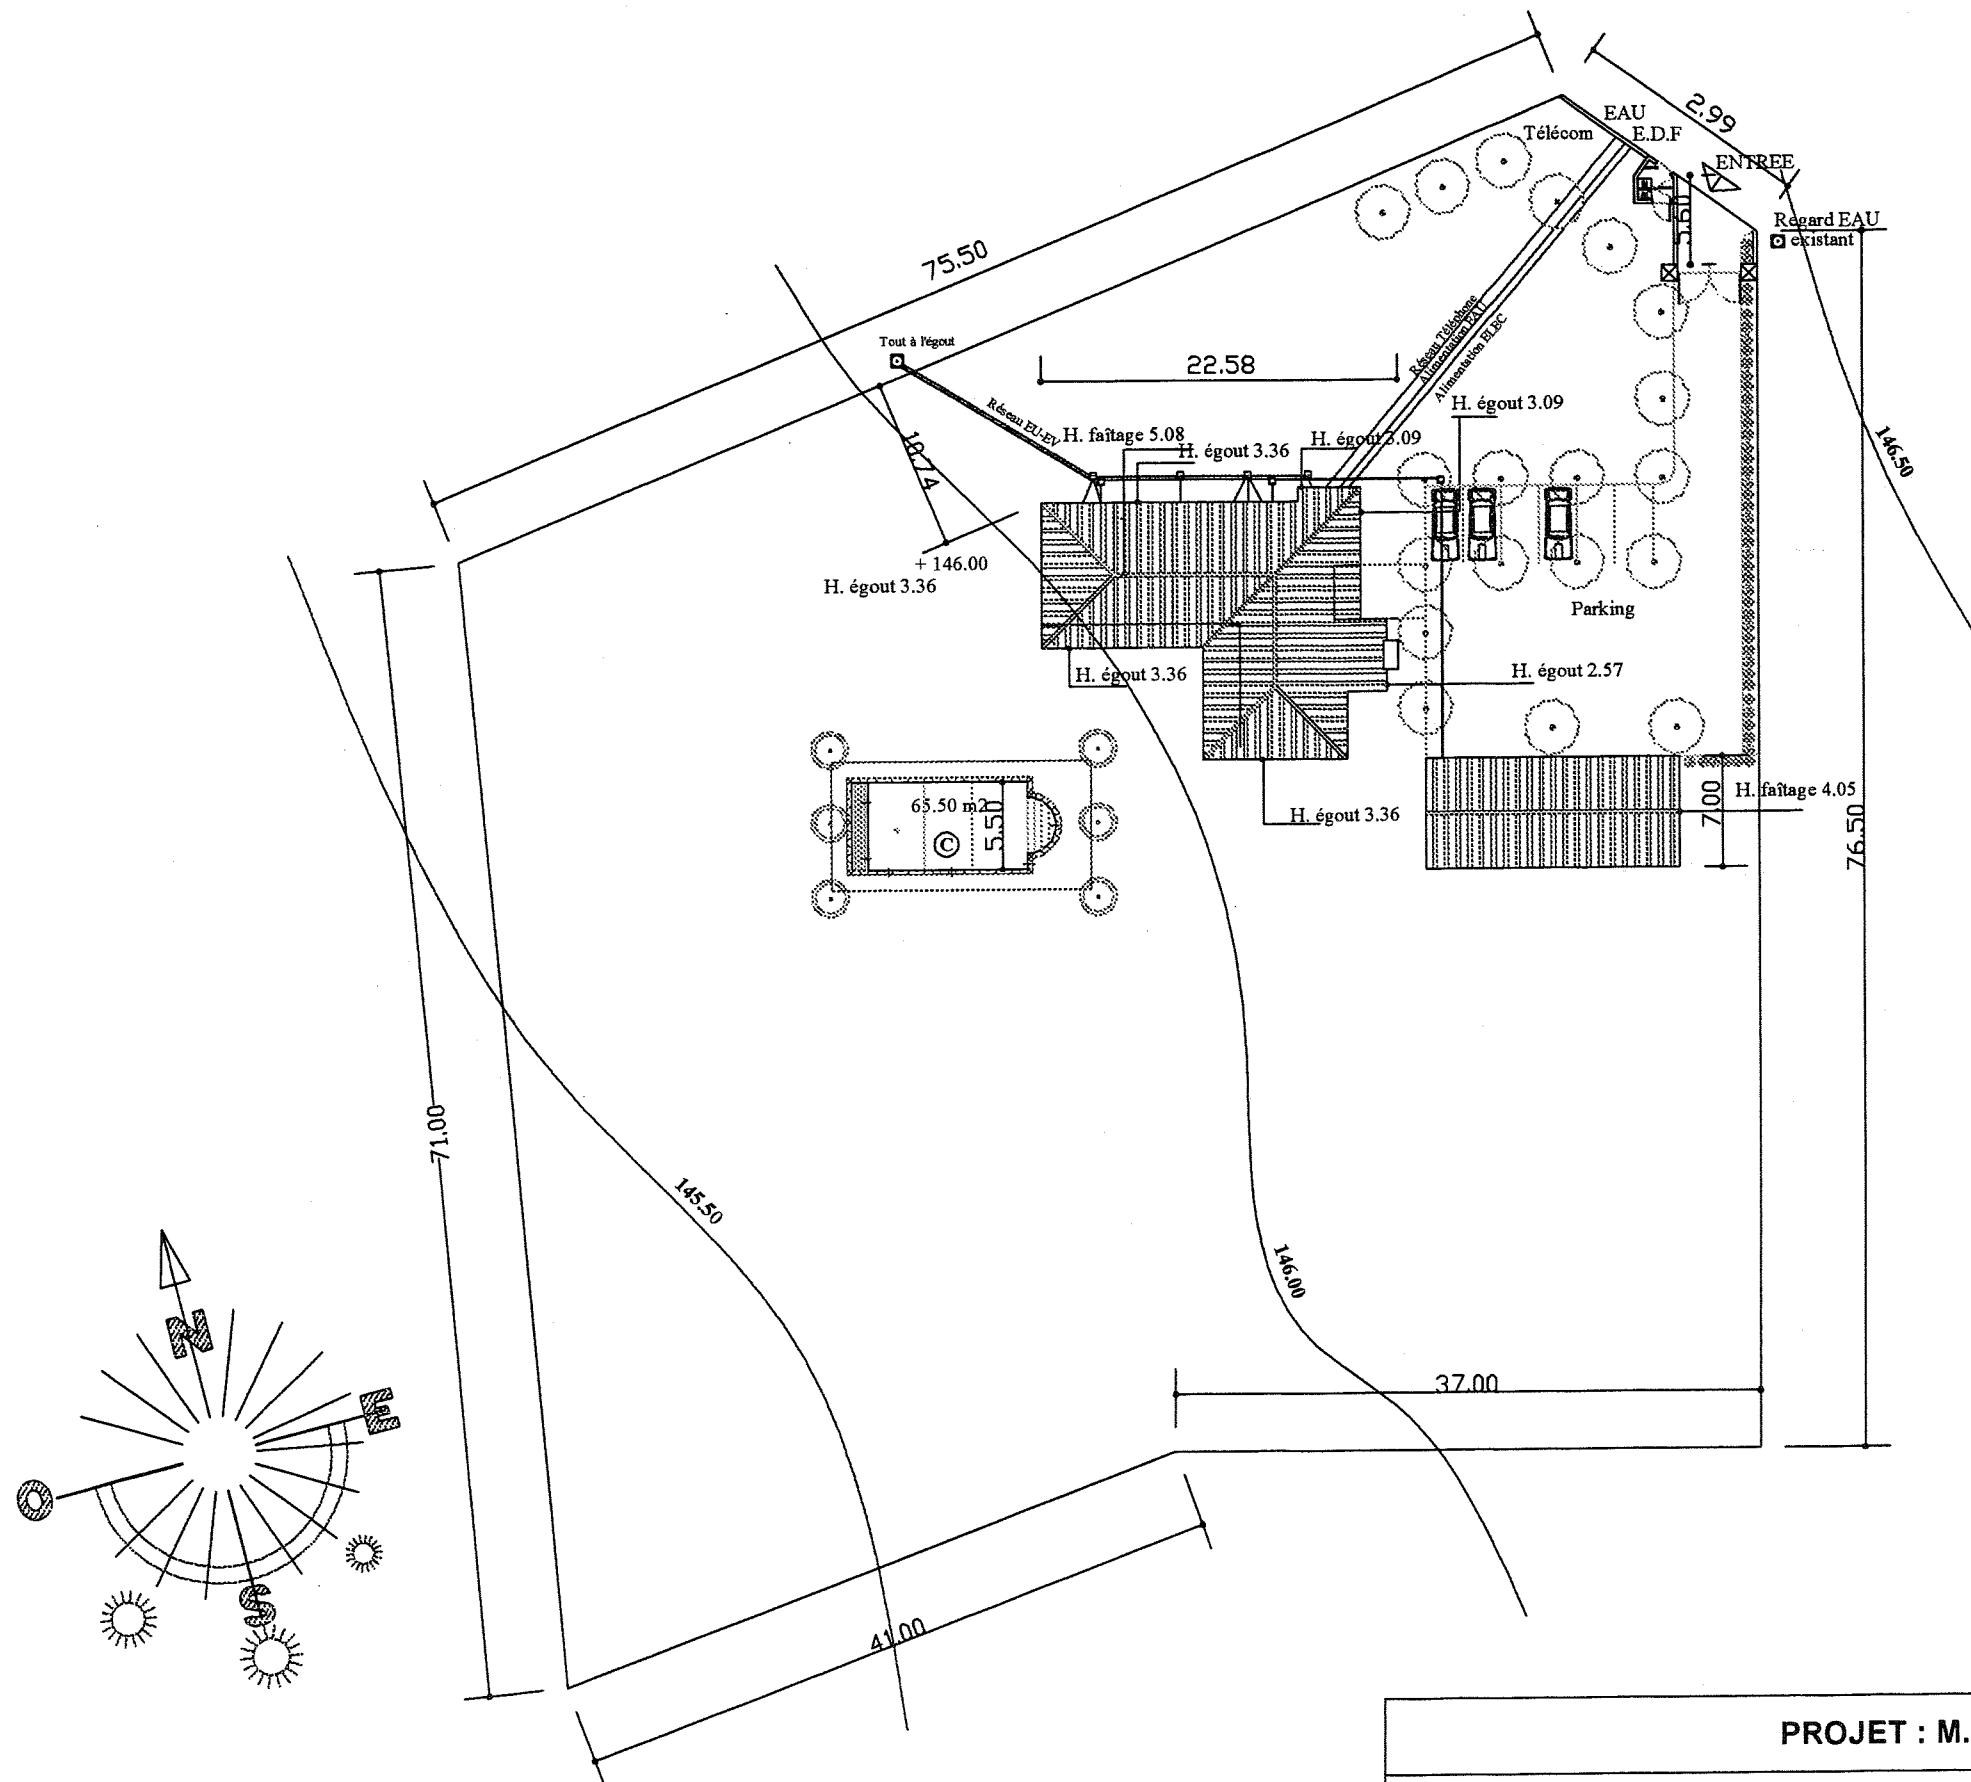 2.99
EAU
Télécom
E.D.F
ENTREE
Regard EAU
existant
75.50
Tout à l'égout
22.58
Réseau Téléphone
Alimentation EAU
Alimentation ELEC
H. égout 3.09
Réseau EU-EV
H. faîtage 5.08
H. égout 3.36
H. égout 3.09
10.74
146.50
+ 146.00
H. égout 3.36
Parking
H. égout 3.36
H. égout 2.57
65.50 m2
5.50
©
H. égout 3.36
7.00
H. faîtage 4.05
76.50
71.00
145.50
146.00
37.00
N
E
O
S
41.00
PROJET : M.